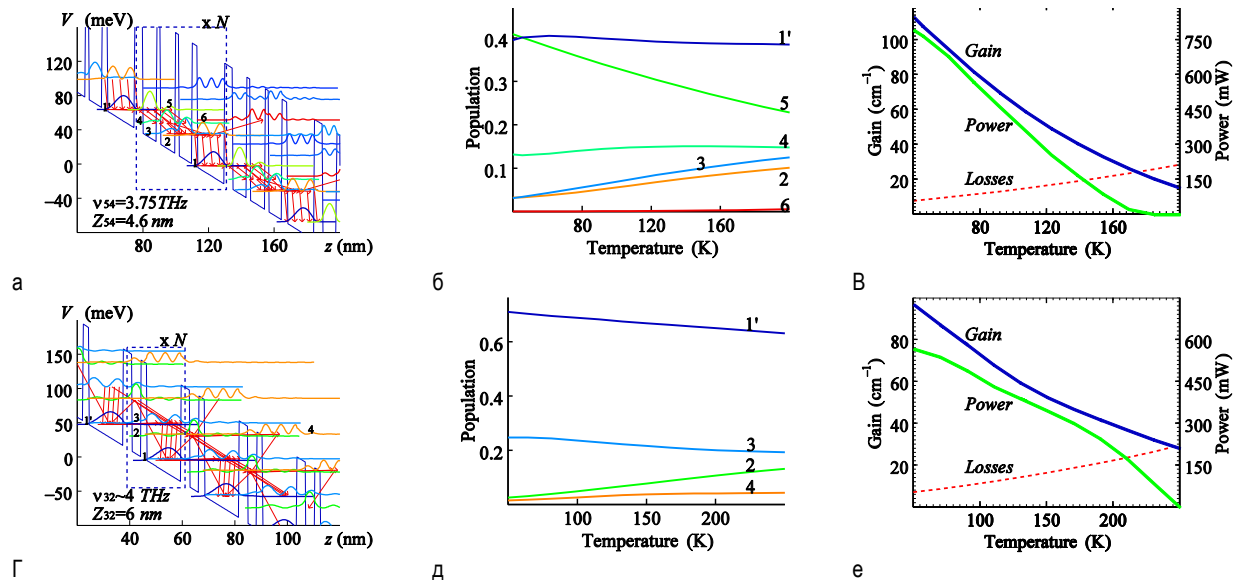 V (meV)
x N
120
80
40
0
−40
1'
5
4
3
2
6
1
ν54=3.75THz
Z54=4.6 nm
80
120
160
z (nm)
а
Population
0.4
0.3
0.2
0.1
1'
5
4
3
2
6
80
120
160
Temperature (K)
б
Gain (cm−1)
100
80
60
40
20
Gain
Power
Losses
750
600
450
300
150
Power (mW)
80
120
160
Temperature (K)
В
V (meV)
x N
150
100
50
0
−50
1'
3
2
4
1
ν32~4 THz
Z32=6 nm
40
60
80
100
z (nm)
Г
Population
0.6
0.4
0.2
1'
3
2
4
100
150
200
Temperature (K)
д
Gain (cm−1)
80
60
40
20
Gain
Power
Losses
600
450
300
150
Power (mW)
100
150
200
Temperature (K)
е